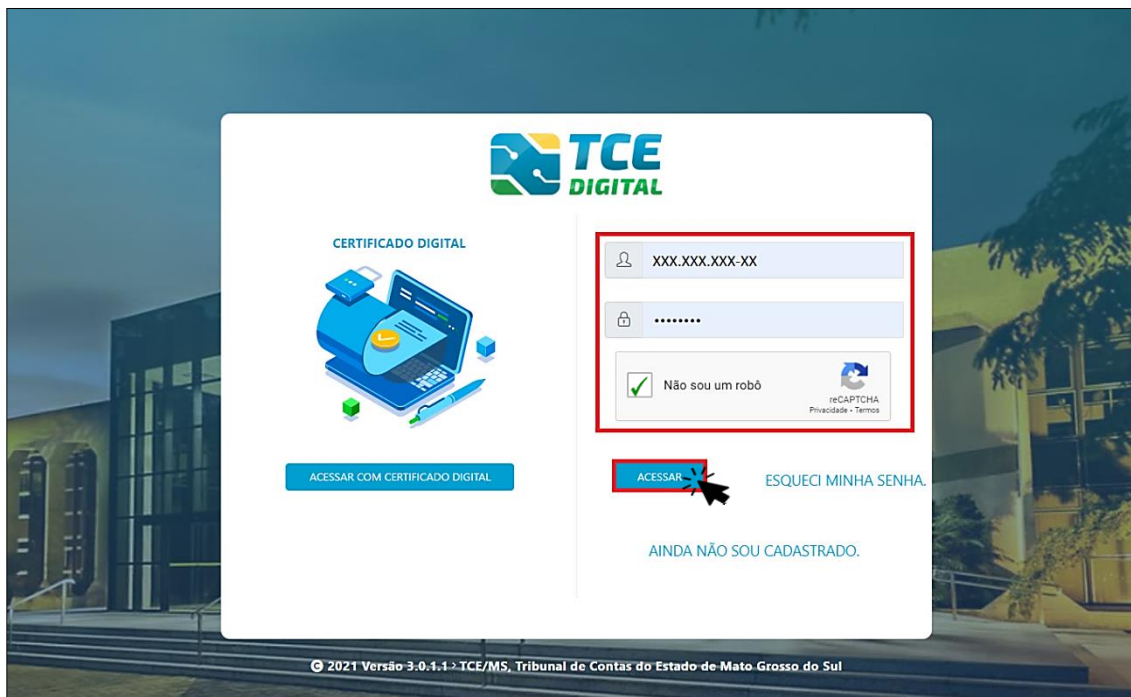 TCE
DIGITAL
CERTIFICADO DIGITAL
ACESSAR COM CERTIFICADO DIGITAL
XXX.XXX.XXX-XX
••••••••
Não sou um robô
reCAPTCHA
Privacidade - Termos
ACESSAR
ESQUECI MINHA SENHA.
AINDA NÃO SOU CADASTRADO.
© 2021 Versão 3.0.1.1 > TCE/MS, Tribunal de Contas do Estado de Mato Grosso do Sul